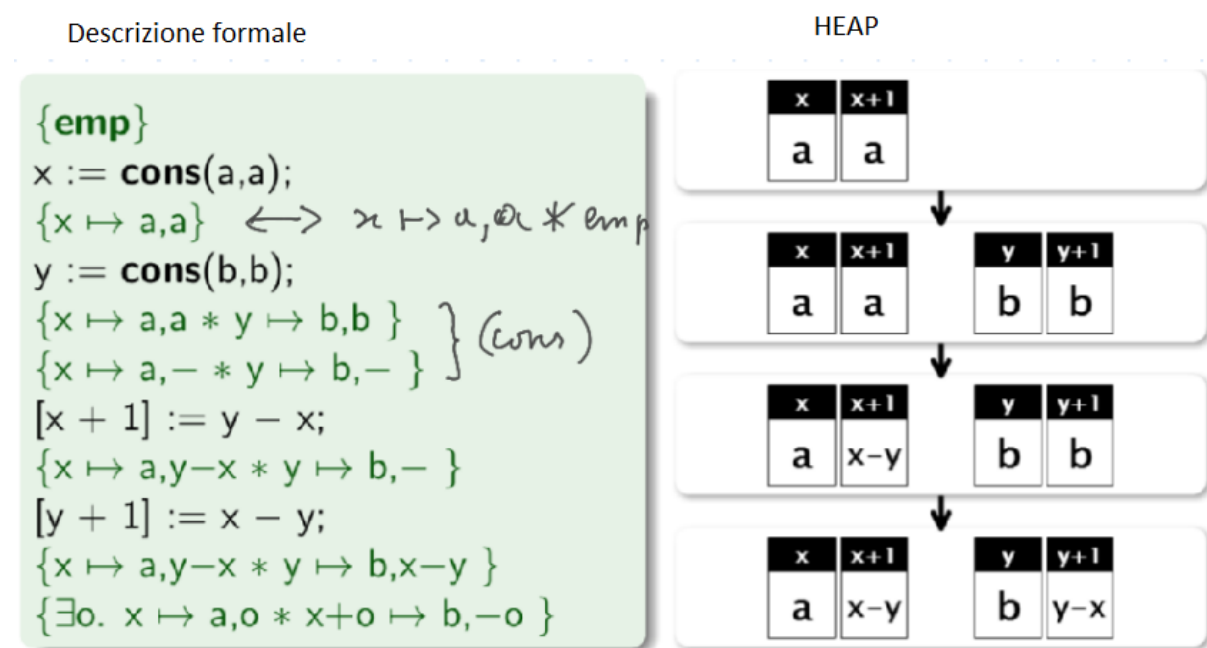 Descrizione formale
HEAP
{emp}
x := cons(a,a);
{x ↦ a,a} ⟷ x ↦ a,a * emp
y := cons(b,b);
{x ↦ a,a * y ↦ b,b }
{x ↦ a,− * y ↦ b,− } } (cons)
[x + 1] := y − x;
{x ↦ a,y−x * y ↦ b,− }
[y + 1] := x − y;
{x ↦ a,y−x * y ↦ b,x−y }
{∃o. x ↦ a,o * x+o ↦ b,−o }
x x+1
a a
x x+1 y y+1
a a b b
x x+1 y y+1
a x-y b b
x x+1 y y+1
a x-y b y-x